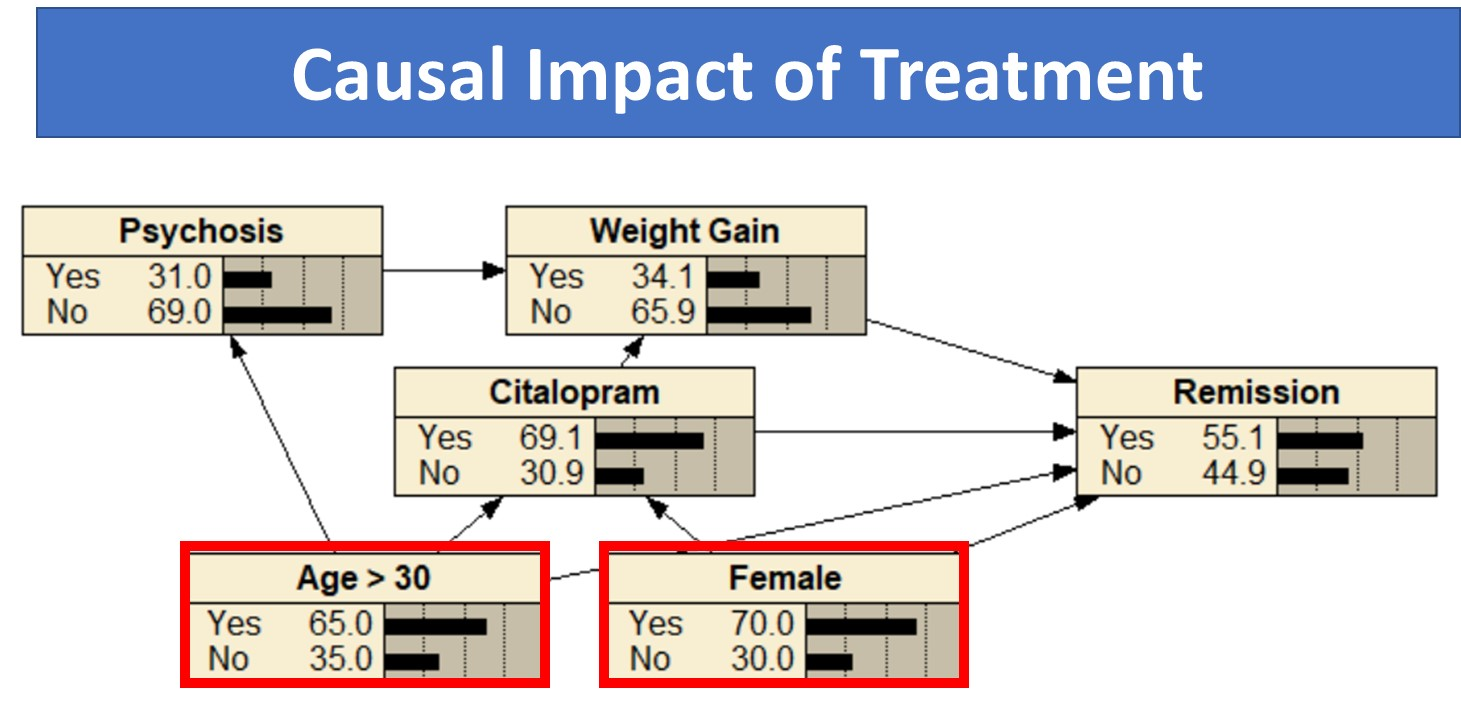 Causal Impact of Treatment
Psychosis
Yes 31.0
No 69.0
Weight Gain
Yes 34.1
No 65.9
Citalopram
Yes 69.1
No 30.9
Remission
Yes 55.1
No 44.9
Age > 30
Yes 65.0
No 35.0
Female
Yes 70.0
No 30.0